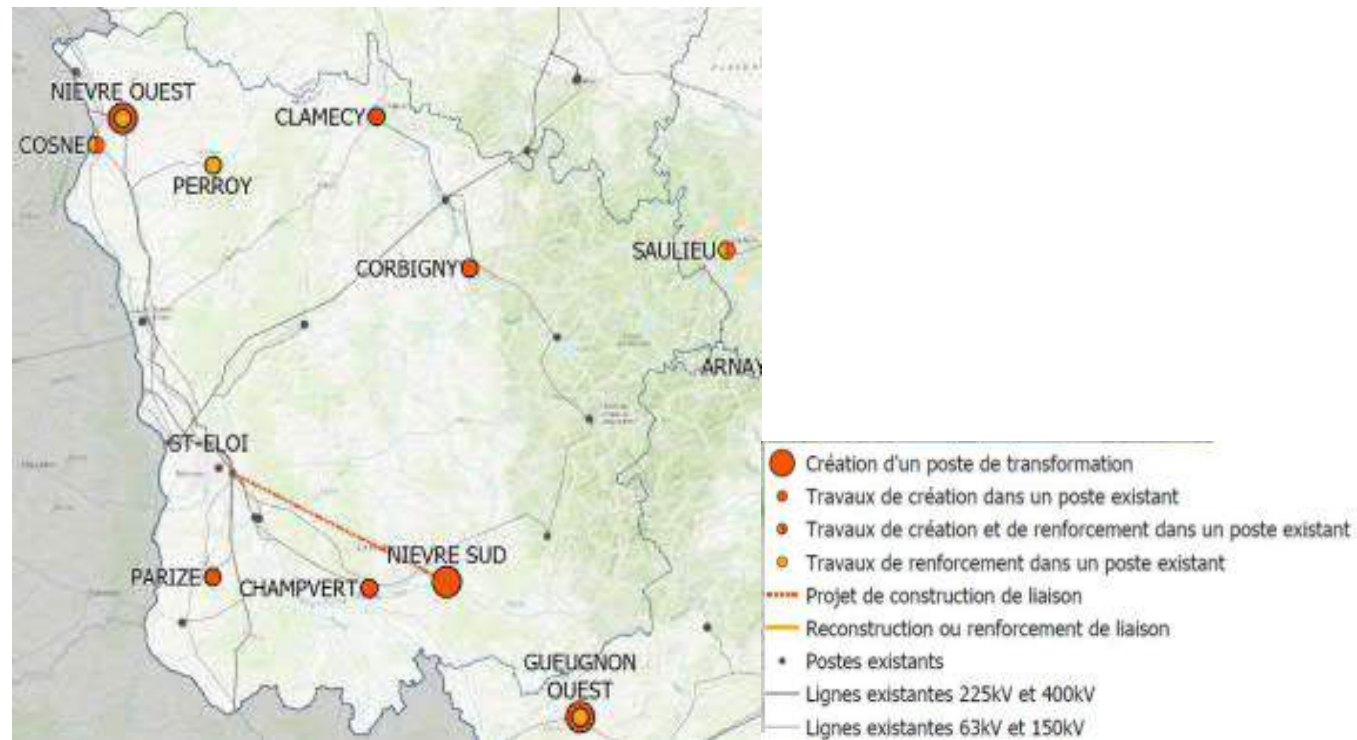 NIEVRE OUEST
CLAMECY
COSNE
PERROY
SAULIEU
CORBIGNY
ARNAY
ST-ELOI
NIEVRE SUD
PARIZE
CHAMPVERT
GUEUGNON
OUEST
Création d'un poste de transformation
Travaux de création dans un poste existant
Travaux de création et de renforcement dans un poste existant
Travaux de renforcement dans un poste existant
Projet de construction de liaison
Reconstruction ou renforcement de liaison
Postes existants
Lignes existantes 225kV et 400kV
Lignes existantes 63kV et 150kV